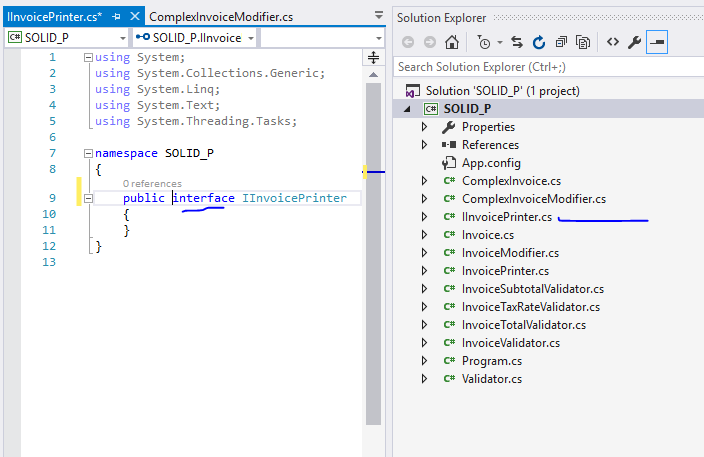 IInvoicePrinter.cs*
ComplexInvoiceModifier.cs
C# SOLID_P
SOLID_P.IInvoice
1 using System;
2 using System.Collections.Generic;
3 using System.Linq;
4 using System.Text;
5 using System.Threading.Tasks;
6
7 namespace SOLID_P
8 {
0 references
9 public interface IInvoicePrinter
10 {
11 }
12 }
13
Solution Explorer
Search Solution Explorer (Ctrl+;)
Solution 'SOLID_P' (1 project)
C# SOLID_P
Properties
References
App.config
C# ComplexInvoice.cs
C# ComplexInvoiceModifier.cs
C# IInvoicePrinter.cs
C# Invoice.cs
C# InvoiceModifier.cs
C# InvoicePrinter.cs
C# InvoiceSubtotalValidator.cs
C# InvoiceTaxRateValidator.cs
C# InvoiceTotalValidator.cs
C# InvoiceValidator.cs
C# Program.cs
C# Validator.cs